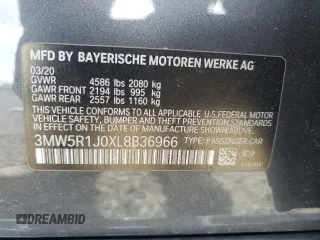 MFD BY BAYERISCHE MOTOREN WERKE AG
03/20
GVWR 4586 lbs 2080 kg
GAWR FRONT 2194 lbs 995 kg
GAWR REAR 2557 lbs 1160 kg
THIS VEHICLE CONFORMS TO ALL APPLICABLE U.S. FEDERAL MOTOR
VEHICLE SAFETY, BUMPER, AND THEFT PREVENTION STANDARDS IN
EFFECT ON THE DATE OF MANUFACTURE SHOWN ABOVE.
3MW5R1J0XL8B36966 TYPE: PASSENGER CAR